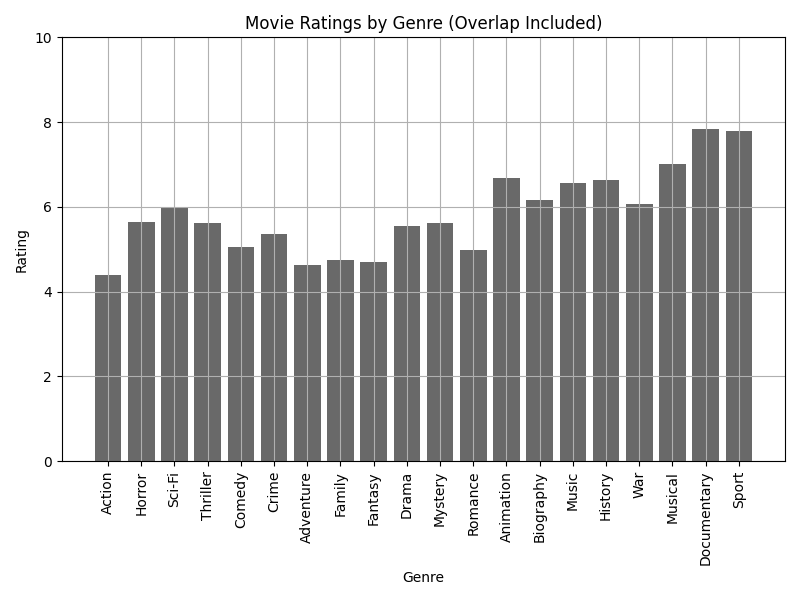 Movie Ratings by Genre (Overlap Included)
Rating
10
8
6
4
2
0
Action
Horror
Sci-Fi
Thriller
Comedy
Crime
Adventure
Family
Fantasy
Drama
Mystery
Romance
Animation
Biography
Music
History
War
Musical
Documentary
Sport
Genre